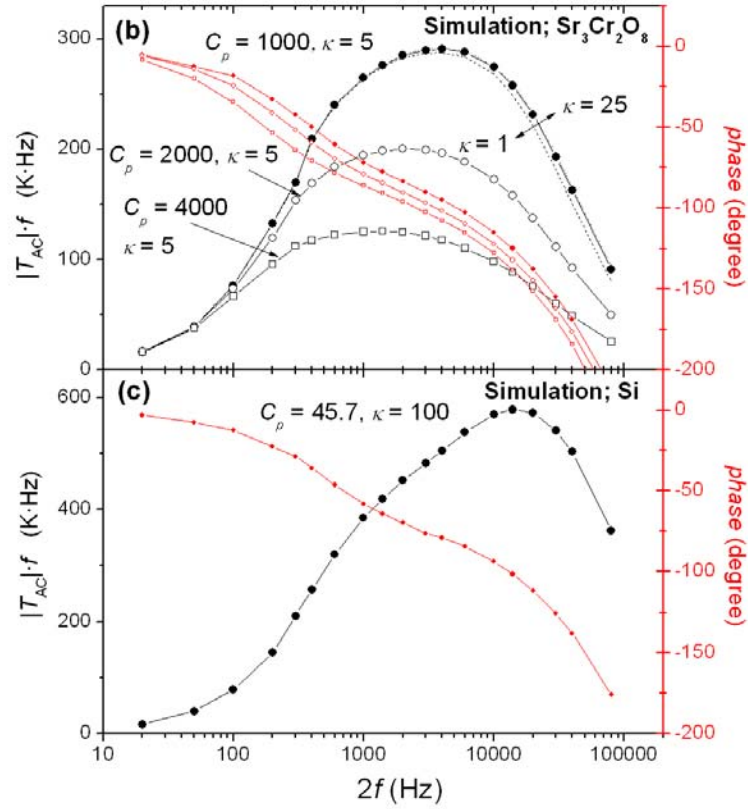 (b)
Simulation; Sr3Cr2O8
Cp = 1000, κ = 5
κ = 25
κ = 1
Cp = 2000, κ = 5
Cp = 4000
κ = 5
|TAC|·f (K·Hz)
300
200
100
0
phase (degree)
0
-50
-100
-150
-200
(c)
Simulation; Si
Cp = 45.7, κ = 100
|TAC|·f (K·Hz)
600
400
200
0
phase (degree)
0
-50
-100
-150
-200
10 100 1000 10000 100000
2f (Hz)